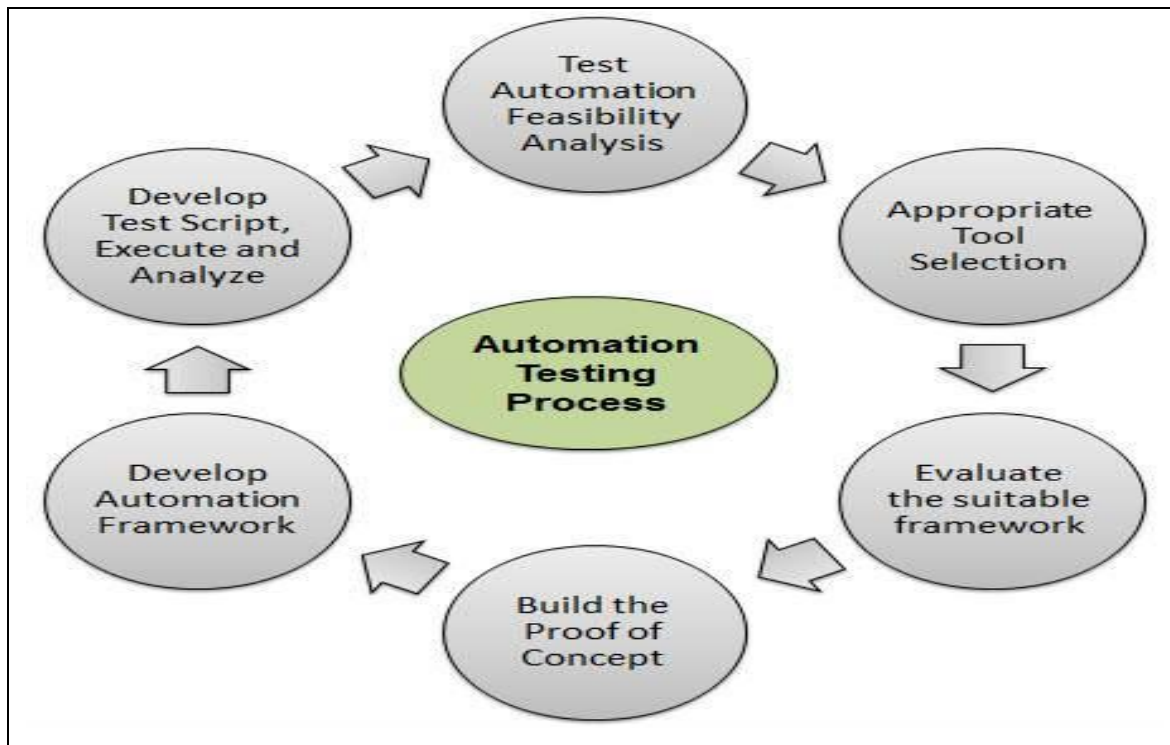 Test
Automation
Feasibility
Analysis
Appropriate
Tool
Selection
Evaluate
the suitable
framework
Build the
Proof of
Concept
Develop
Automation
Framework
Develop
Test Script,
Execute and
Analyze
Automation
Testing
Process